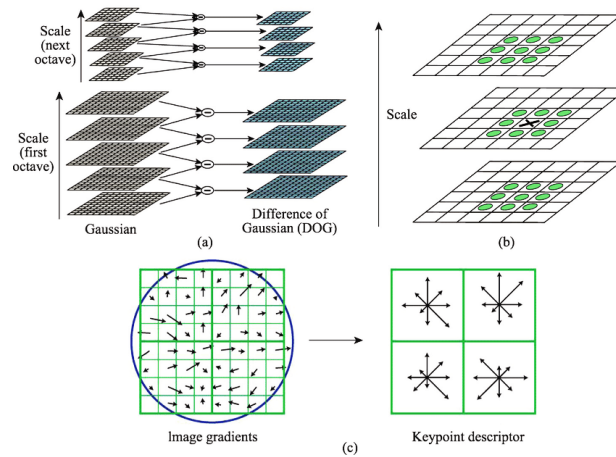 Scale
(next
octave)
Scale
(first
octave)
Gaussian
Difference of
Gaussian (DOG)
(a)
Scale
(b)
Image gradients
Keypoint descriptor
(c)